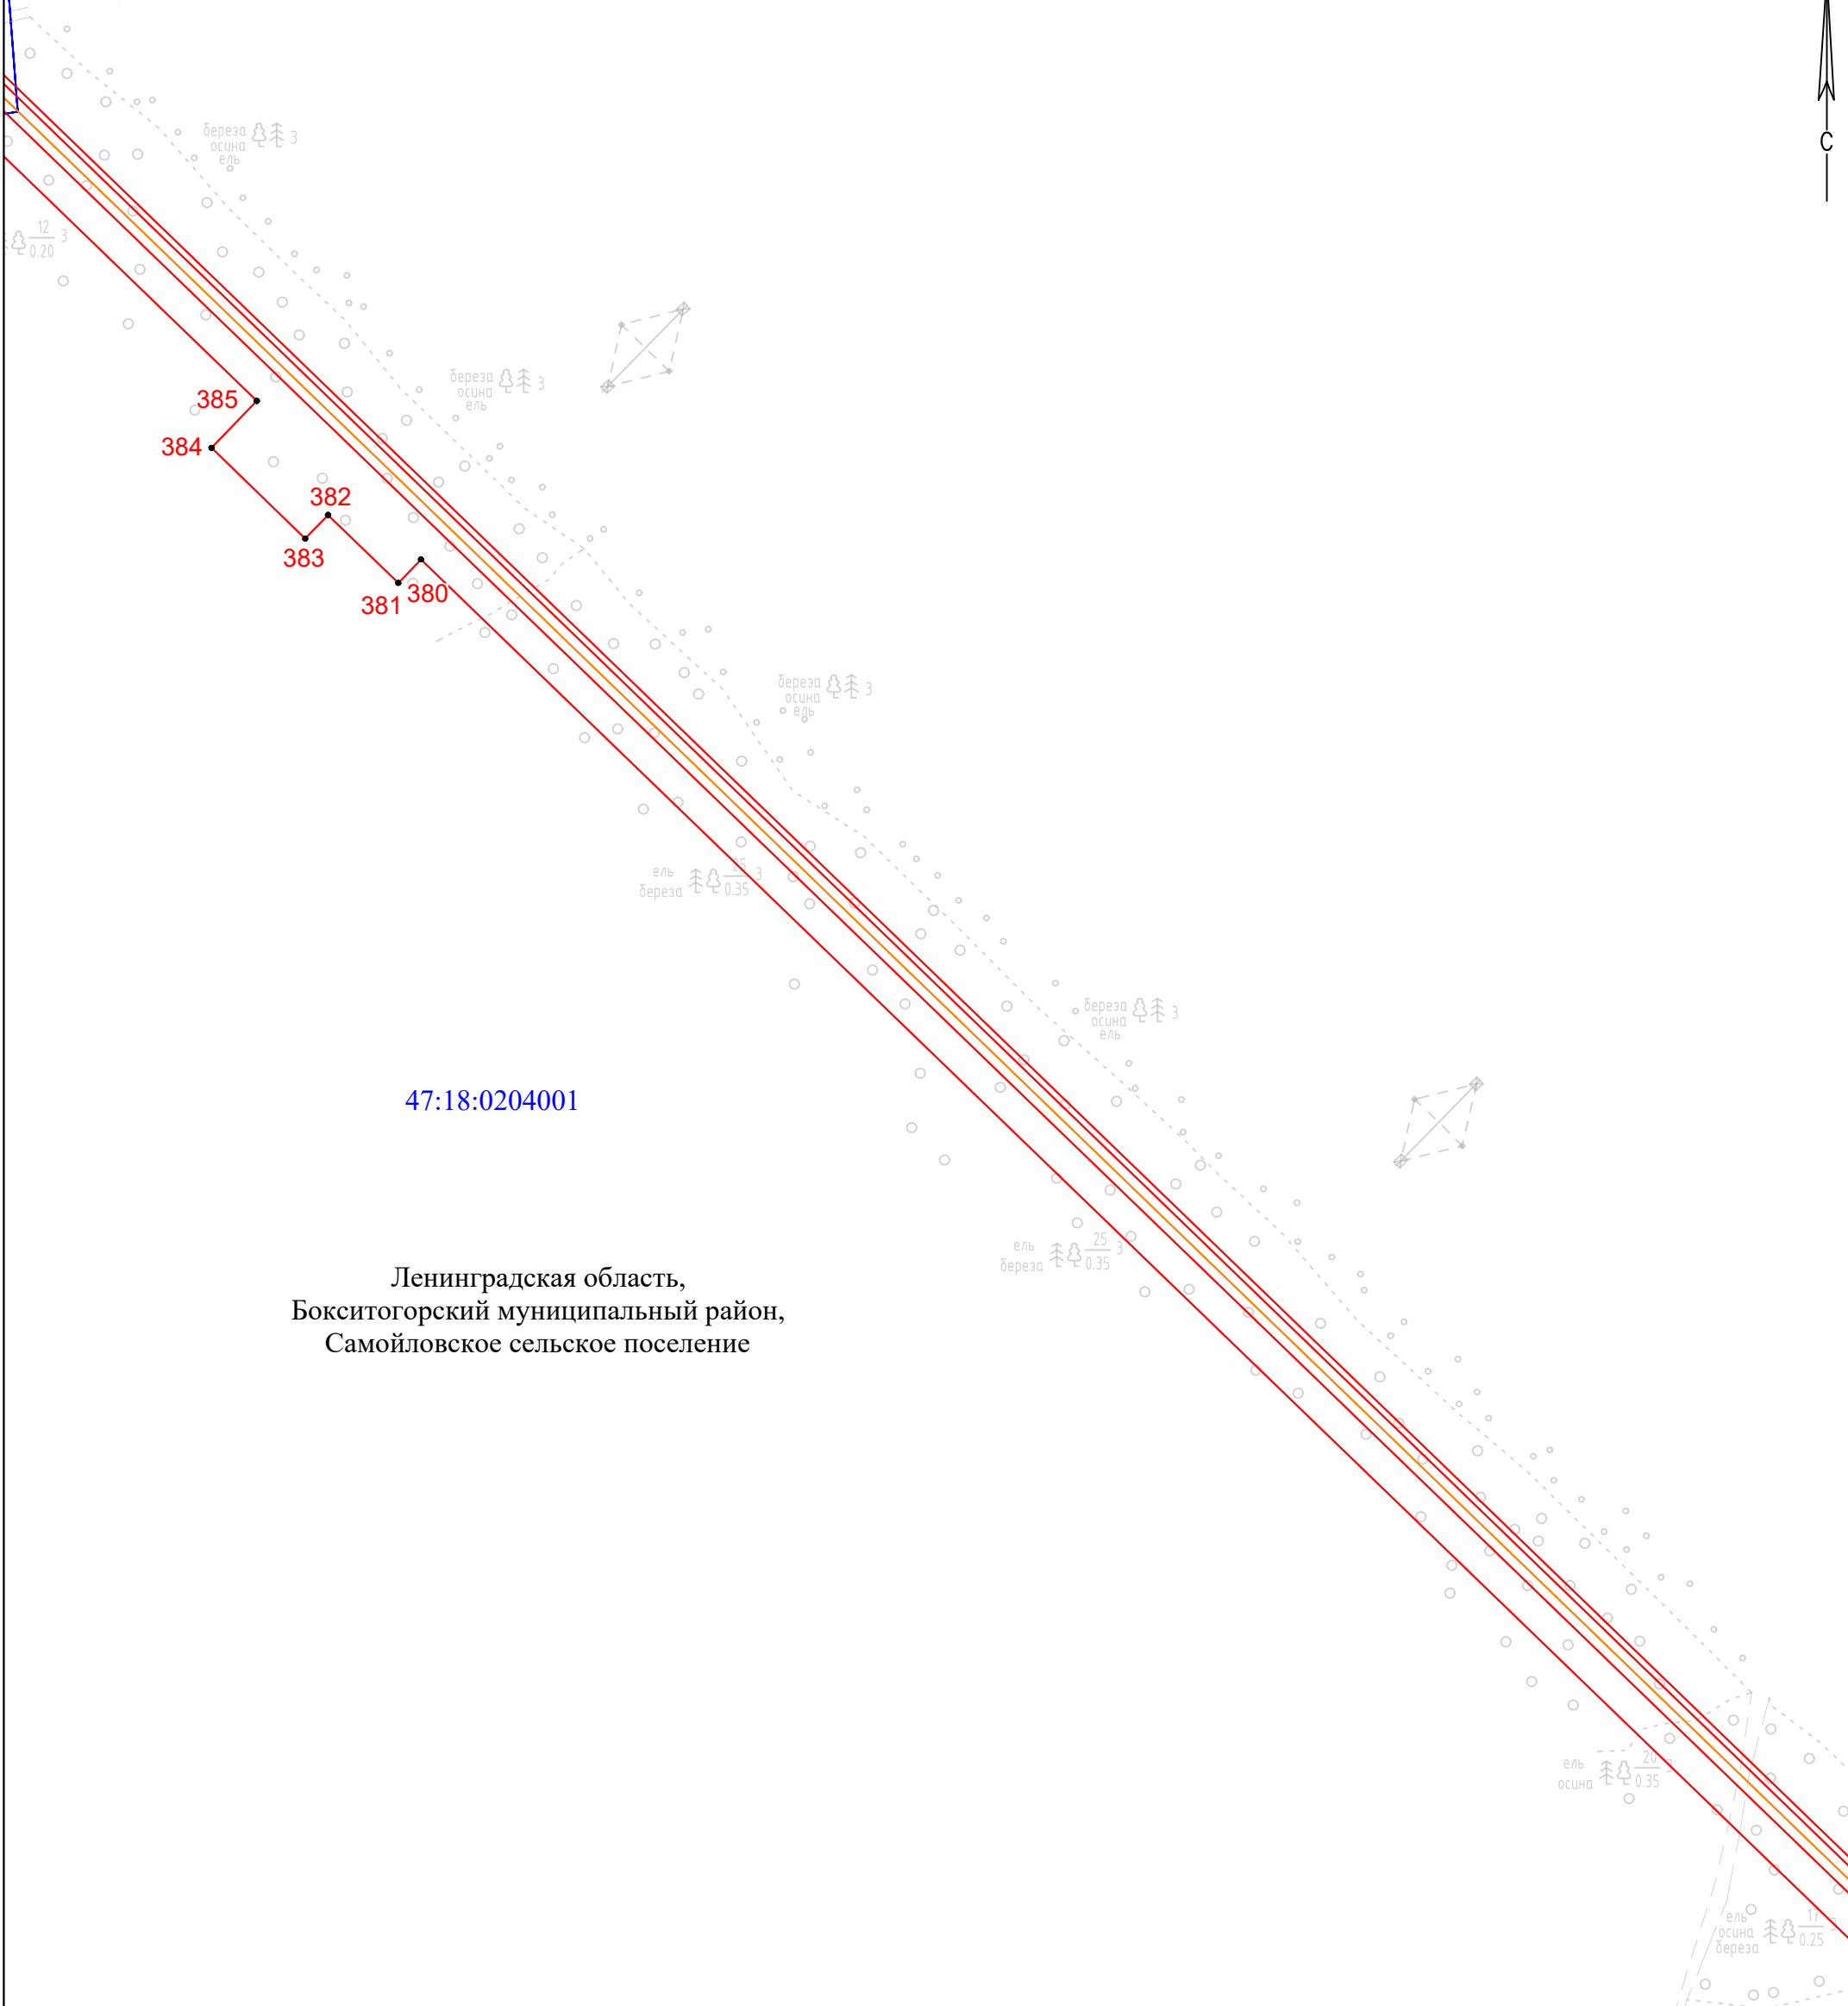 С
береза
осина
ель
3
12
0.20
3
береза
осина
ель
3
385
384
382
383
381
380
береза
осина
ель
3
ель
береза
25
0.35
3
береза
осина
ель
3
47:18:0204001
ель
береза
25
0.35
3
Ленинградская область,
Бокситогорский муниципальный район,
Самойловское сельское поселение
ель
осина
20
0.35
3
ель
осина
береза
17
0.25
3